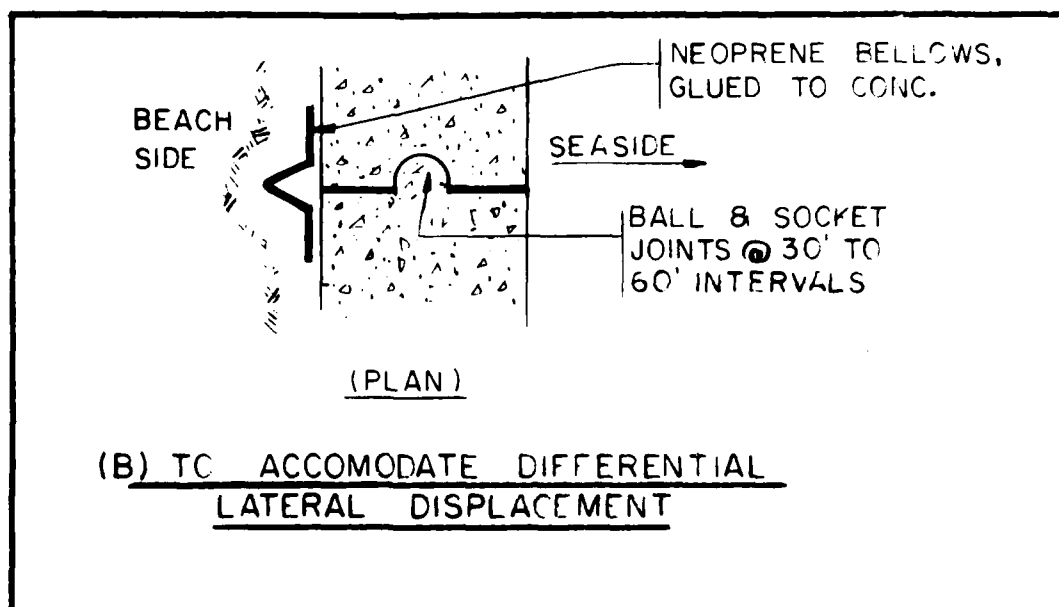 NEOPRENE BELLOWS,
GLUED TO CONC.
BEACH
SIDE
SEASIDE
BALL & SOCKET
JOINTS @ 30' TO
60' INTERVALS
(PLAN)
(B) TO ACCOMODATE DIFFERENTIAL
LATERAL DISPLACEMENT